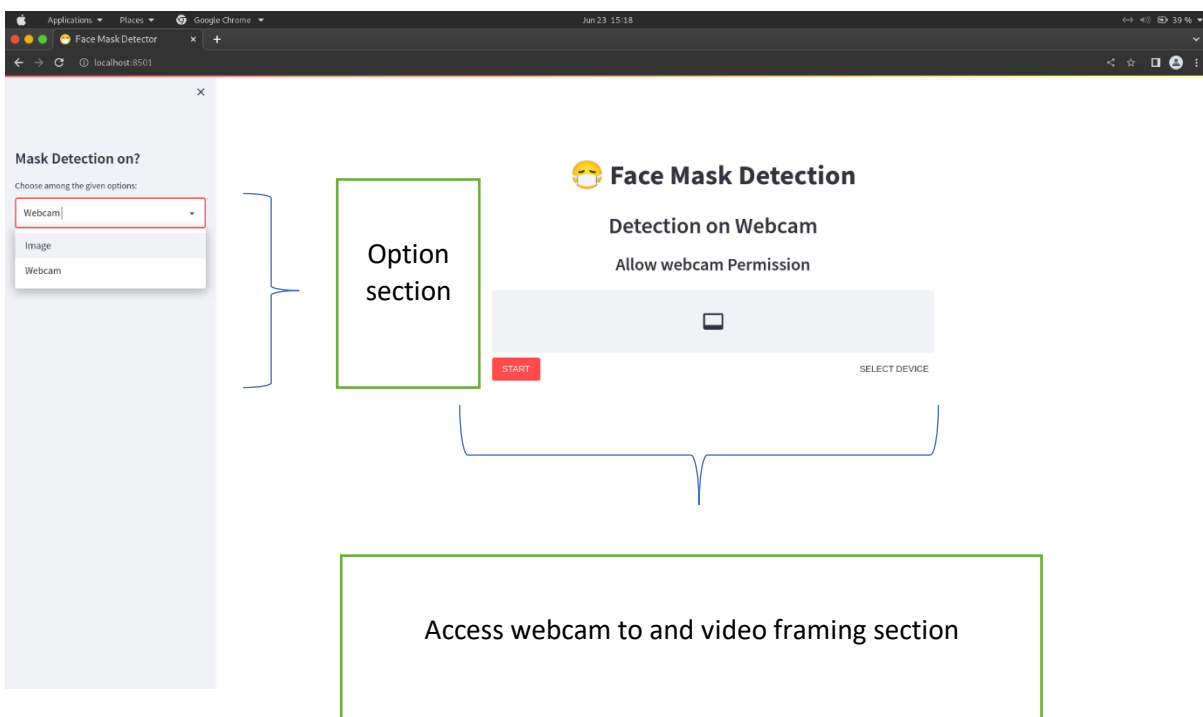 Applications Places Google Chrome Jun 23 15:18 39 %
Face Mask Detector
localhost:8501
Mask Detection on?
Choose among the given options:
Webcam
Image
Webcam
Option
section
Face Mask Detection
Detection on Webcam
Allow webcam Permission
START SELECT DEVICE
Access webcam to and video framing section